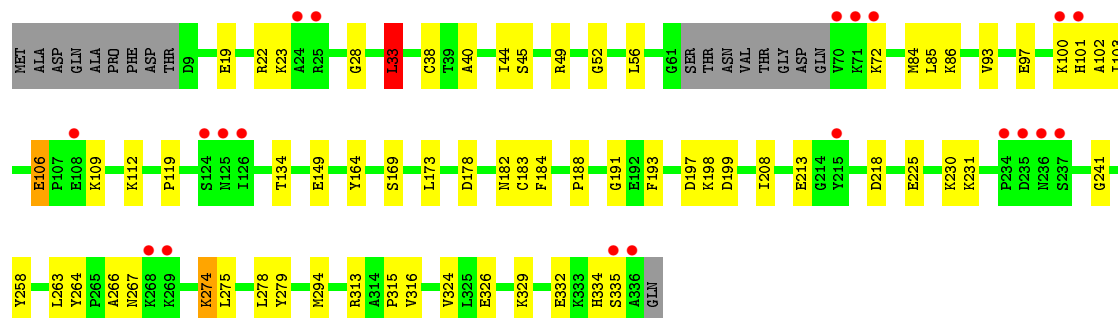 MET ALA ASP GLN ALA PRO PHE ASP THR D9 E19 R22 K23 A24 R25 G28 L33 C38 T39 A40 I44 S45 R49 G52 L56 G61 SER THR ASN VAL THR GLY ASP GLN V70 K71 K72 M84 L85 K86 V93 E97 K100 H101 A102 I103
E106 P107 E108 K109 K112 P119 S124 N125 I126 T134 E149 Y164 S169 L173 D178 N182 C183 F184 P188 G191 E192 F193 D197 K198 D199 I208 E213 G214 Y215 D218 E225 K230 K231 P234 D235 N236 S237 G241
Y258 L263 Y264 P265 A266 N267 K268 K269 K274 L275 L278 Y279 M294 R313 A314 P315 V316 V324 L325 E326 K329 E332 K333 H334 S335 A336 GLN